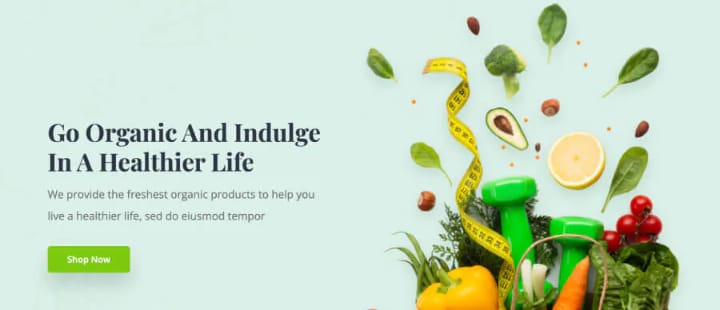 Go Organic And Indulge
In A Healthier Life
We provide the freshest organic products to help you
live a healthier life, sed do eiusmod tempor
Shop Now